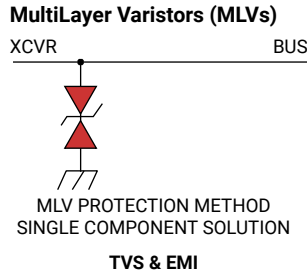 MultiLayer Varistors (MLVs)
XCVR BUS
MLV PROTECTION METHOD
SINGLE COMPONENT SOLUTION
TVS & EMI